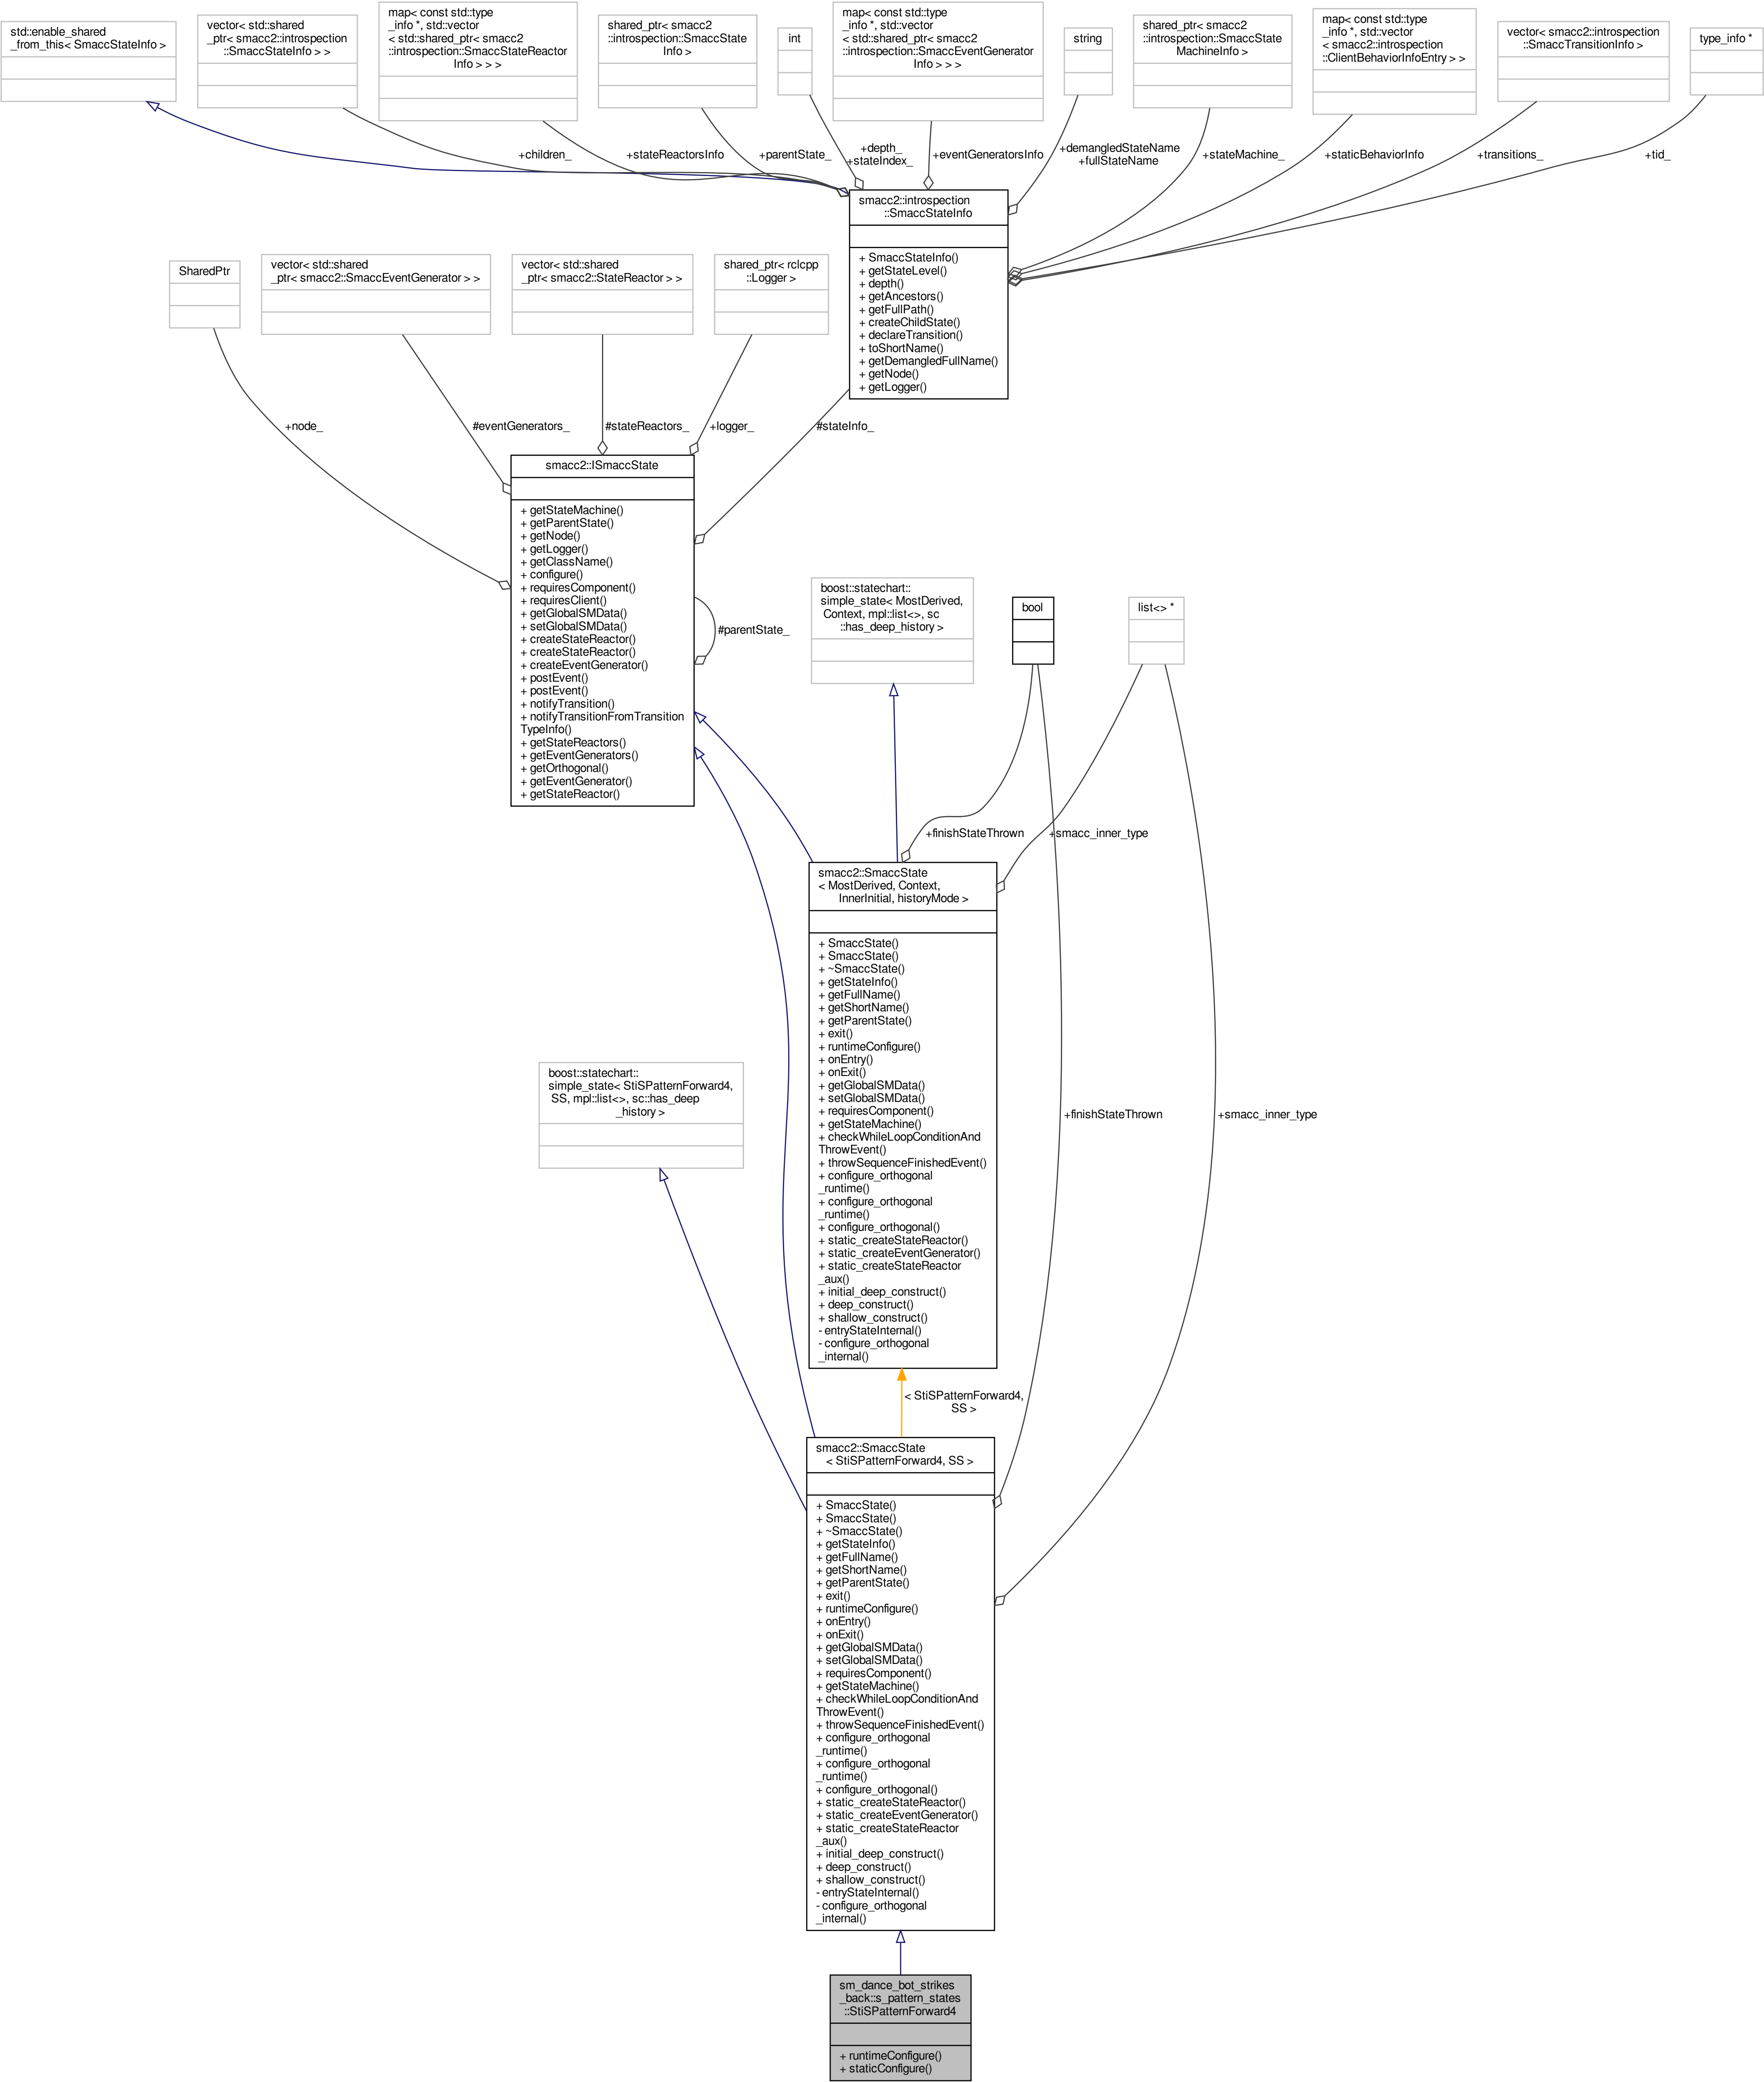 std::enable_shared
_from_this< SmaccStateInfo >
vector< std::shared
_ptr< smacc2::introspection
::SmaccStateInfo > >
map< const std::type
_info *, std::vector
< std::shared_ptr< smacc2
::introspection::SmaccStateReactor
Info > > >
shared_ptr< smacc2
::introspection::SmaccState
Info >
int
map< const std::type
_info *, std::vector
< std::shared_ptr< smacc2
::introspection::SmaccEventGenerator
Info > > >
string
shared_ptr< smacc2
::introspection::SmaccState
MachineInfo >
map< const std::type
_info *, std::vector
< smacc2::introspection
::ClientBehaviorInfoEntry > >
vector< smacc2::introspection
::SmaccTransitionInfo >
type_info *
+children_
+stateReactorsInfo
+parentState_
+depth_
+stateIndex_
+eventGeneratorsInfo
+demangledStateName
+fullStateName
+stateMachine_
+staticBehaviorInfo
+transitions_
+tid_
smacc2::introspection
::SmaccStateInfo
+ SmaccStateInfo()
+ getStateLevel()
+ depth()
+ getAncestors()
+ getFullPath()
+ createChildState()
+ declareTransition()
+ toShortName()
+ getDemangledFullName()
+ getNode()
+ getLogger()
SharedPtr
vector< std::shared
_ptr< smacc2::SmaccEventGenerator > >
vector< std::shared
_ptr< smacc2::StateReactor > >
shared_ptr< rclcpp
::Logger >
+node_
#eventGenerators_
#stateReactors_
+logger_
#stateInfo_
smacc2::ISmaccState
+ getStateMachine()
+ getParentState()
+ getNode()
+ getLogger()
+ getClassName()
+ configure()
+ requiresComponent()
+ requiresClient()
+ getGlobalSMData()
+ setGlobalSMData()
+ createStateReactor()
+ createStateReactor()
+ createEventGenerator()
+ postEvent()
+ postEvent()
+ notifyTransition()
+ notifyTransitionFromTransition
TypeInfo()
+ getStateReactors()
+ getEventGenerators()
+ getOrthogonal()
+ getEventGenerator()
+ getStateReactor()
#parentState_
boost::statechart::
simple_state< MostDerived,
Context, mpl::list<>, sc
::has_deep_history >
bool
list<> *
+finishStateThrown
+smacc_inner_type
smacc2::SmaccState
< MostDerived, Context,
InnerInitial, historyMode >
+ SmaccState()
+ SmaccState()
+ ~SmaccState()
+ getStateInfo()
+ getFullName()
+ getShortName()
+ getParentState()
+ exit()
+ runtimeConfigure()
+ onEntry()
+ onExit()
+ getGlobalSMData()
+ setGlobalSMData()
+ requiresComponent()
+ getStateMachine()
+ checkWhileLoopConditionAnd
ThrowEvent()
+ throwSequenceFinishedEvent()
+ configure_orthogonal
_runtime()
+ configure_orthogonal
_runtime()
+ configure_orthogonal()
+ static_createStateReactor()
+ static_createEventGenerator()
+ static_createStateReactor
_aux()
+ initial_deep_construct()
+ deep_construct()
+ shallow_construct()
- entryStateInternal()
- configure_orthogonal
_internal()
boost::statechart::
simple_state< StiSPatternForward4,
SS, mpl::list<>, sc::has_deep
_history >
+finishStateThrown
+smacc_inner_type
< StiSPatternForward4,
SS >
smacc2::SmaccState
< StiSPatternForward4, SS >
+ SmaccState()
+ SmaccState()
+ ~SmaccState()
+ getStateInfo()
+ getFullName()
+ getShortName()
+ getParentState()
+ exit()
+ runtimeConfigure()
+ onEntry()
+ onExit()
+ getGlobalSMData()
+ setGlobalSMData()
+ requiresComponent()
+ getStateMachine()
+ checkWhileLoopConditionAnd
ThrowEvent()
+ throwSequenceFinishedEvent()
+ configure_orthogonal
_runtime()
+ configure_orthogonal
_runtime()
+ configure_orthogonal()
+ static_createStateReactor()
+ static_createEventGenerator()
+ static_createStateReactor
_aux()
+ initial_deep_construct()
+ deep_construct()
+ shallow_construct()
- entryStateInternal()
- configure_orthogonal
_internal()
sm_dance_bot_strikes
_back::s_pattern_states
::StiSPatternForward4
+ runtimeConfigure()
+ staticConfigure()